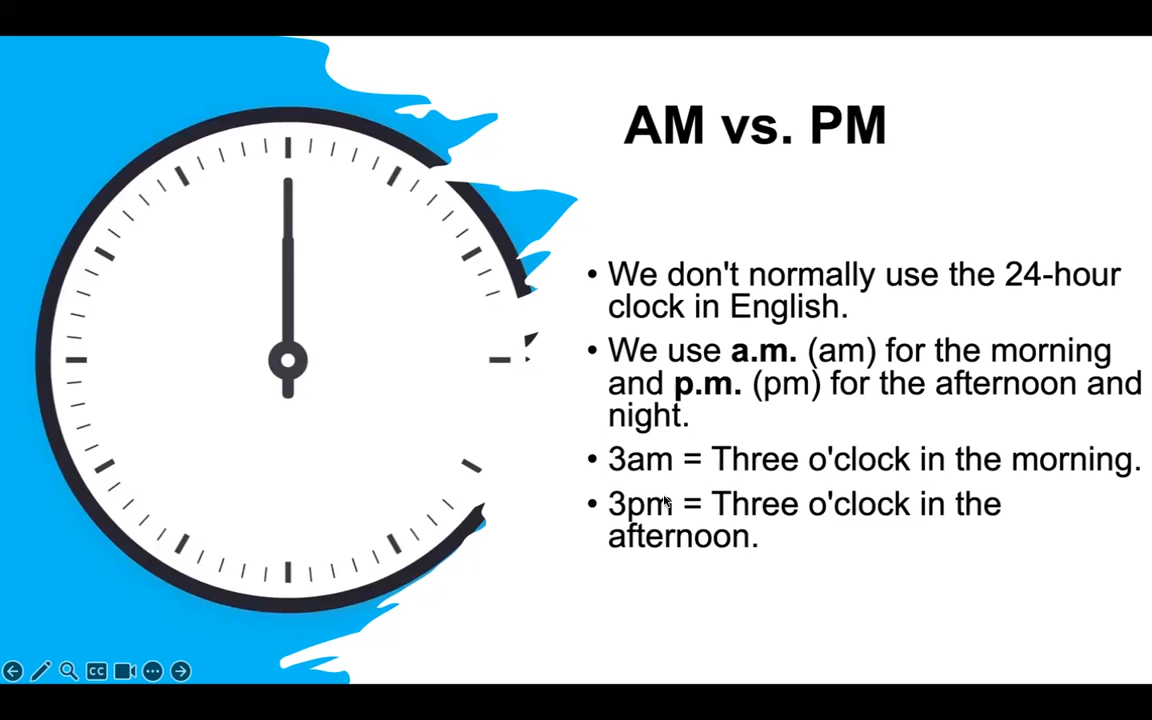 AM vs. PM
• We don't normally use the 24-hour
clock in English.
• We use a.m. (am) for the morning
and p.m. (pm) for the afternoon and
night.
• 3am = Three o'clock in the morning.
• 3pm = Three o'clock in the
afternoon.
CC